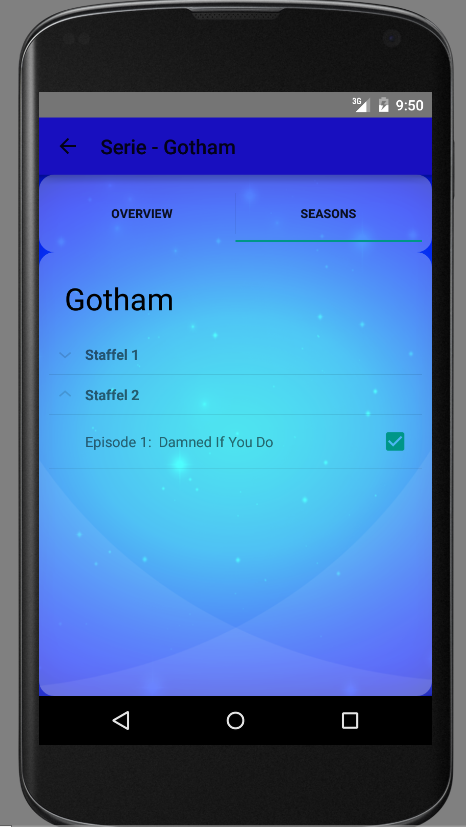 3G 9:50
Serie - Gotham
OVERVIEW SEASONS
Gotham
Staffel 1
Staffel 2
Episode 1: Damned If You Do